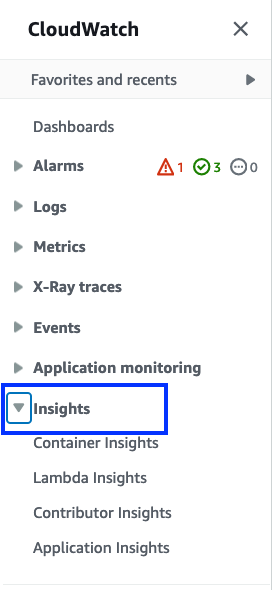 CloudWatch
Favorites and recents
Dashboards
Alarms 1 3 0
Logs
Metrics
X-Ray traces
Events
Application monitoring
Insights
Container Insights
Lambda Insights
Contributor Insights
Application Insights